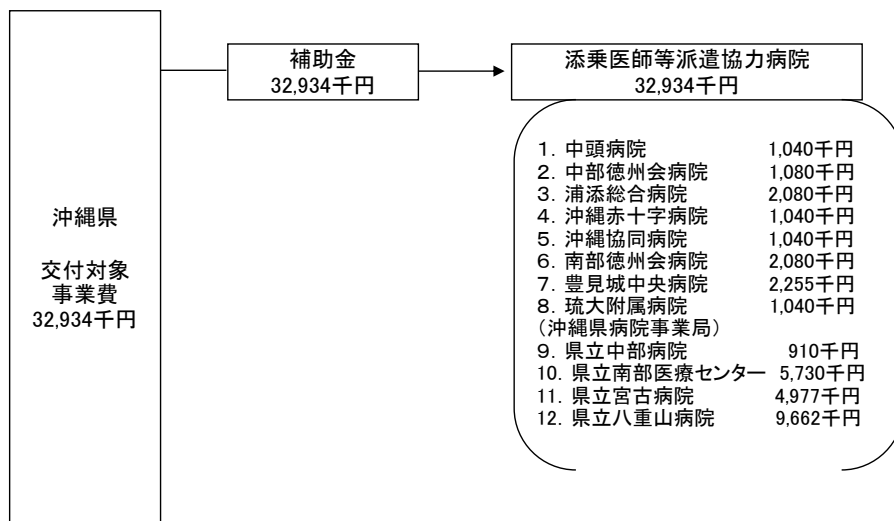 沖縄県
交付対象
事業費
32,934千円
補助金
32,934千円
添乗医師等派遣協力病院
32,934千円
1. 中頭病院 1,040千円
2. 中部徳州会病院 1,080千円
3. 浦添総合病院 2,080千円
4. 沖縄赤十字病院 1,040千円
5. 沖縄協同病院 1,040千円
6. 南部徳州会病院 2,080千円
7. 豊見城中央病院 2,255千円
8. 琉大附属病院 1,040千円
(沖縄県病院事業局)
9. 県立中部病院 910千円
10. 県立南部医療センター 5,730千円
11. 県立宮古病院 4,977千円
12. 県立八重山病院 9,662千円